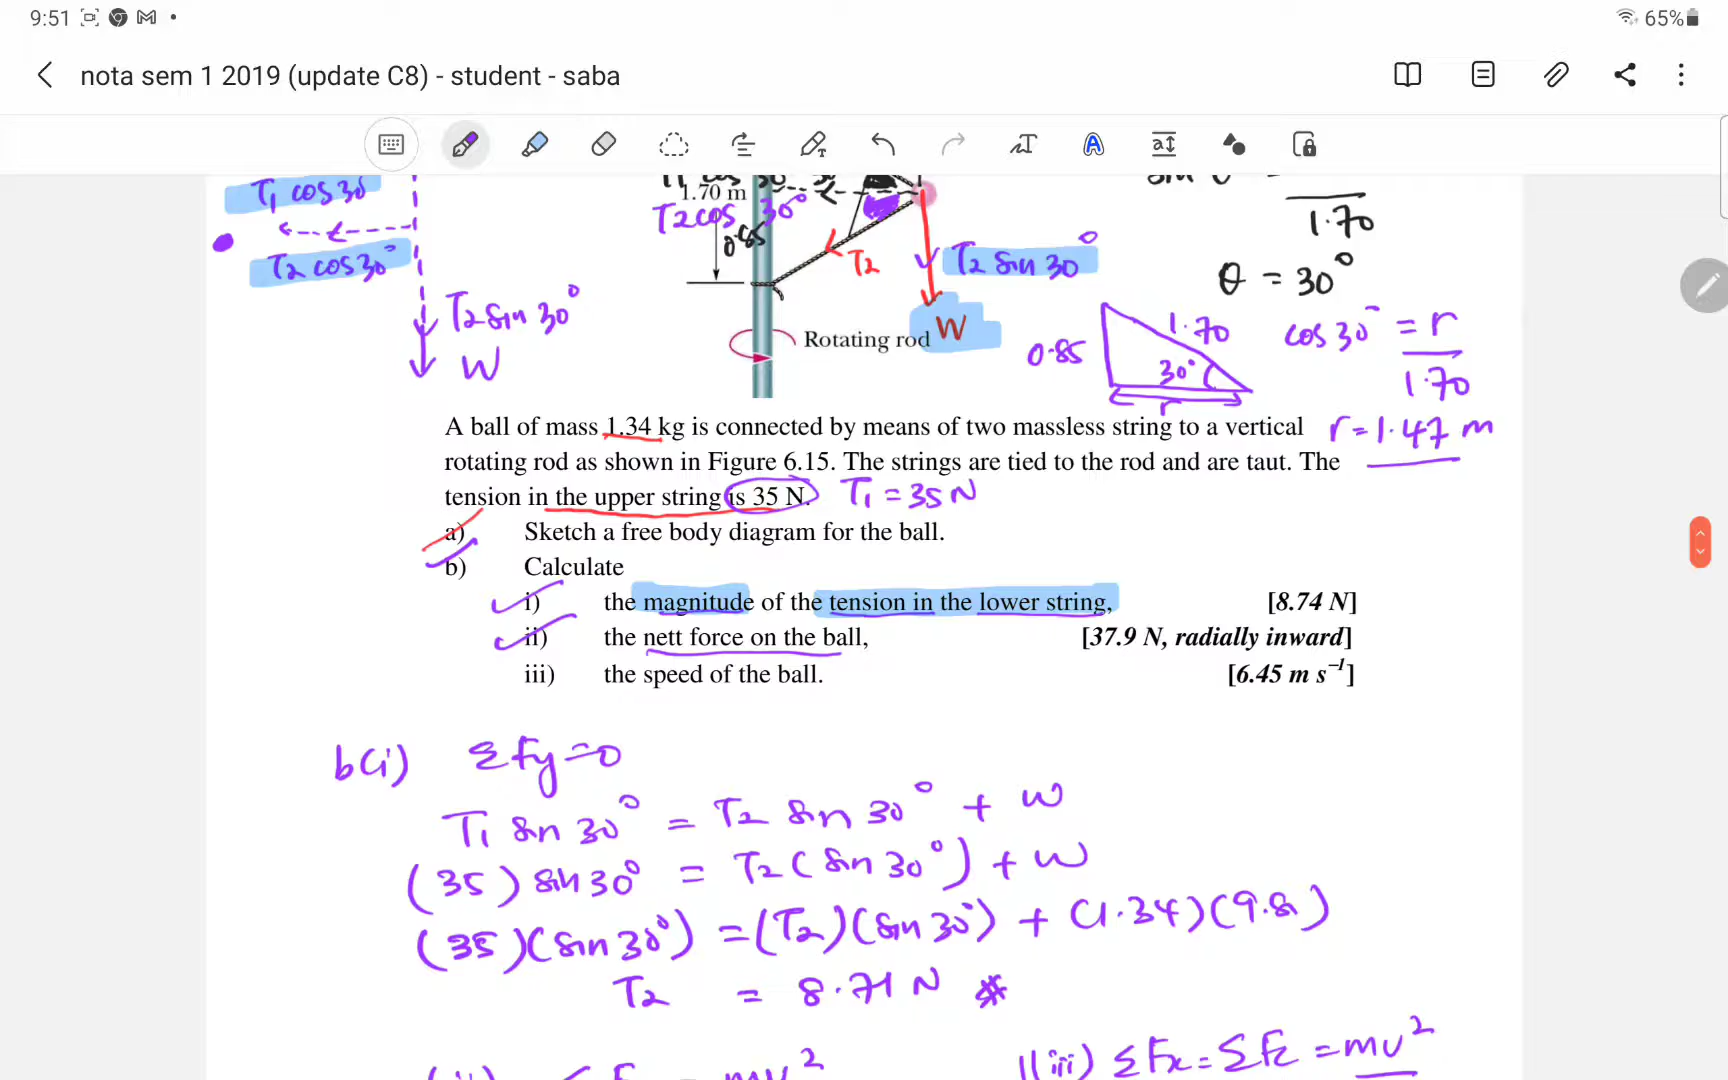 9:51
65%
nota sem 1 2019 (update C8) - student - saba
T1 cos 30
T2 cos 30°
T2 sin 30°
W
1.70 m
T2 cos 30°
0.85
T2
T2 sin 30°
W
Rotating rod
1.70
θ = 30°
1.70
0.85
30°
r
cos 30° = r
1.70
r = 1.47 m
A ball of mass 1.34 kg is connected by means of two massless string to a vertical
rotating rod as shown in Figure 6.15. The strings are tied to the rod and are taut. The
tension in the upper string is 35 N. T1 = 35 N
a) Sketch a free body diagram for the ball.
b) Calculate
i) the magnitude of the tension in the lower string, [8.74 N]
ii) the nett force on the ball, [37.9 N, radially inward]
iii) the speed of the ball. [6.45 m s⁻¹]
b(i) ΣFy = 0
T1 sin 30° = T2 sin 30° + W
(35) sin 30° = T2 (sin 30°) + W
(35)(sin 30°) = (T2)(sin 30°) + (1.34)(9.81)
T2 = 8.71 N
(iii) ΣFx = ΣFc = mv²